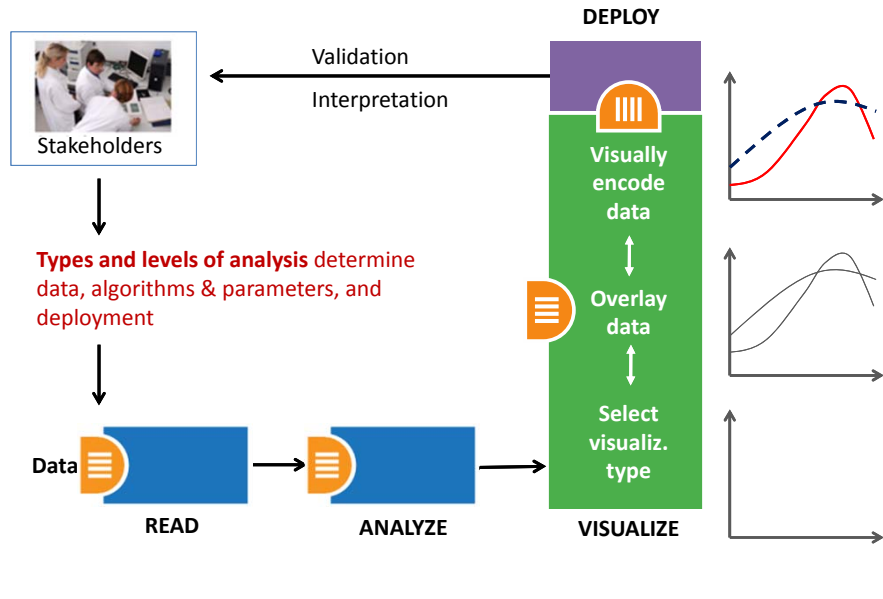 DEPLOY
Validation
Interpretation
Stakeholders
Visually
encode
data
Types and levels of analysis determine
data, algorithms & parameters, and
deployment
Overlay
data
Select
visualiz.
type
Data
READ
ANALYZE
VISUALIZE